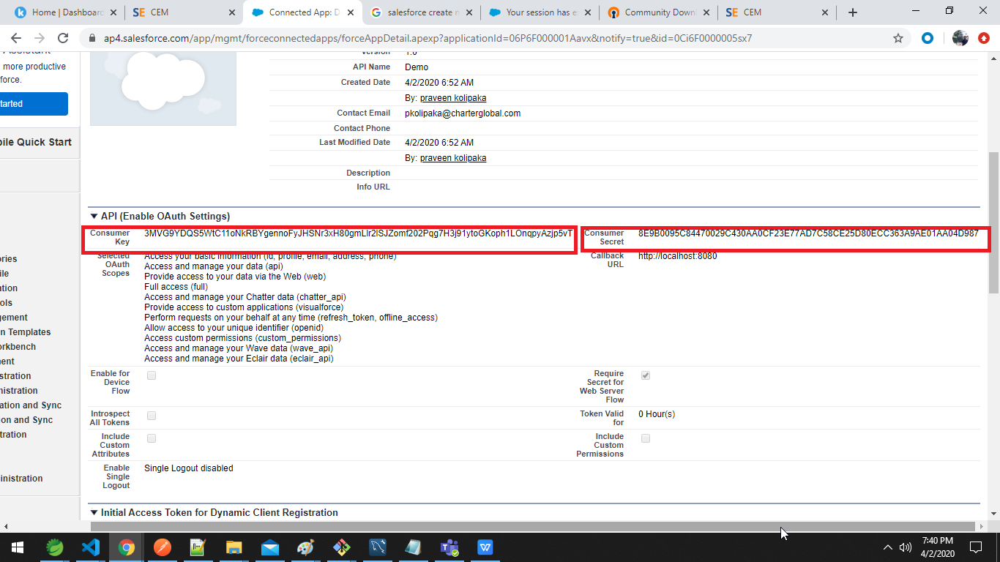 Home | Dashboard
CEM
Connected App: D
salesforce create n
Your session has e
Community Down
CEM
ap4.salesforce.com/app/mgmt/forceconnectedapps/forceAppDetail.apexp?applicationId=06P6F000001Aavx&notify=true&id=0Ci6F0000005sx7
Assistant
more productive
force.
tarted
bile Quick Start
ories
ile
ation
ols
gement
n Templates
orkbench
ment
stration
nistration
ation and Sync
ion and Sync
tration
inistration
Version 1.0
API Name Demo
Created Date 4/2/2020 6:52 AM
By: praveen kolipaka
Contact Email pkolipaka@charterglobal.com
Contact Phone
Last Modified Date 4/2/2020 6:52 AM
By: praveen kolipaka
Description
Info URL
API (Enable OAuth Settings)
Consumer Key 3MVG9YDQS5WtC11oNkRBYgennoFyJHSNr3xH80gmLlr2lSJZomf202Pqg7H3j91ytoGKoph1LOnqpyAzjp5vT
Consumer Secret 8E9B0095C84470029C430AA0CF23E77AD7C58CE25D80ECC363A9AE01AA04D987
Selected OAuth Scopes
Access your basic information (id, profile, email, address, phone)
Access and manage your data (api)
Provide access to your data via the Web (web)
Full access (full)
Access and manage your Chatter data (chatter_api)
Provide access to custom applications (visualforce)
Perform requests on your behalf at any time (refresh_token, offline_access)
Allow access to your unique identifier (openid)
Access custom permissions (custom_permissions)
Access and manage your Wave data (wave_api)
Access and manage your Eclair data (eclair_api)
Callback URL http://localhost:8080
Enable for Device Flow
Require Secret for Web Server Flow
Introspect All Tokens
Token Valid for 0 Hour(s)
Include Custom Attributes
Include Custom Permissions
Enable Single Logout Single Logout disabled
Initial Access Token for Dynamic Client Registration
7:40 PM
4/2/2020